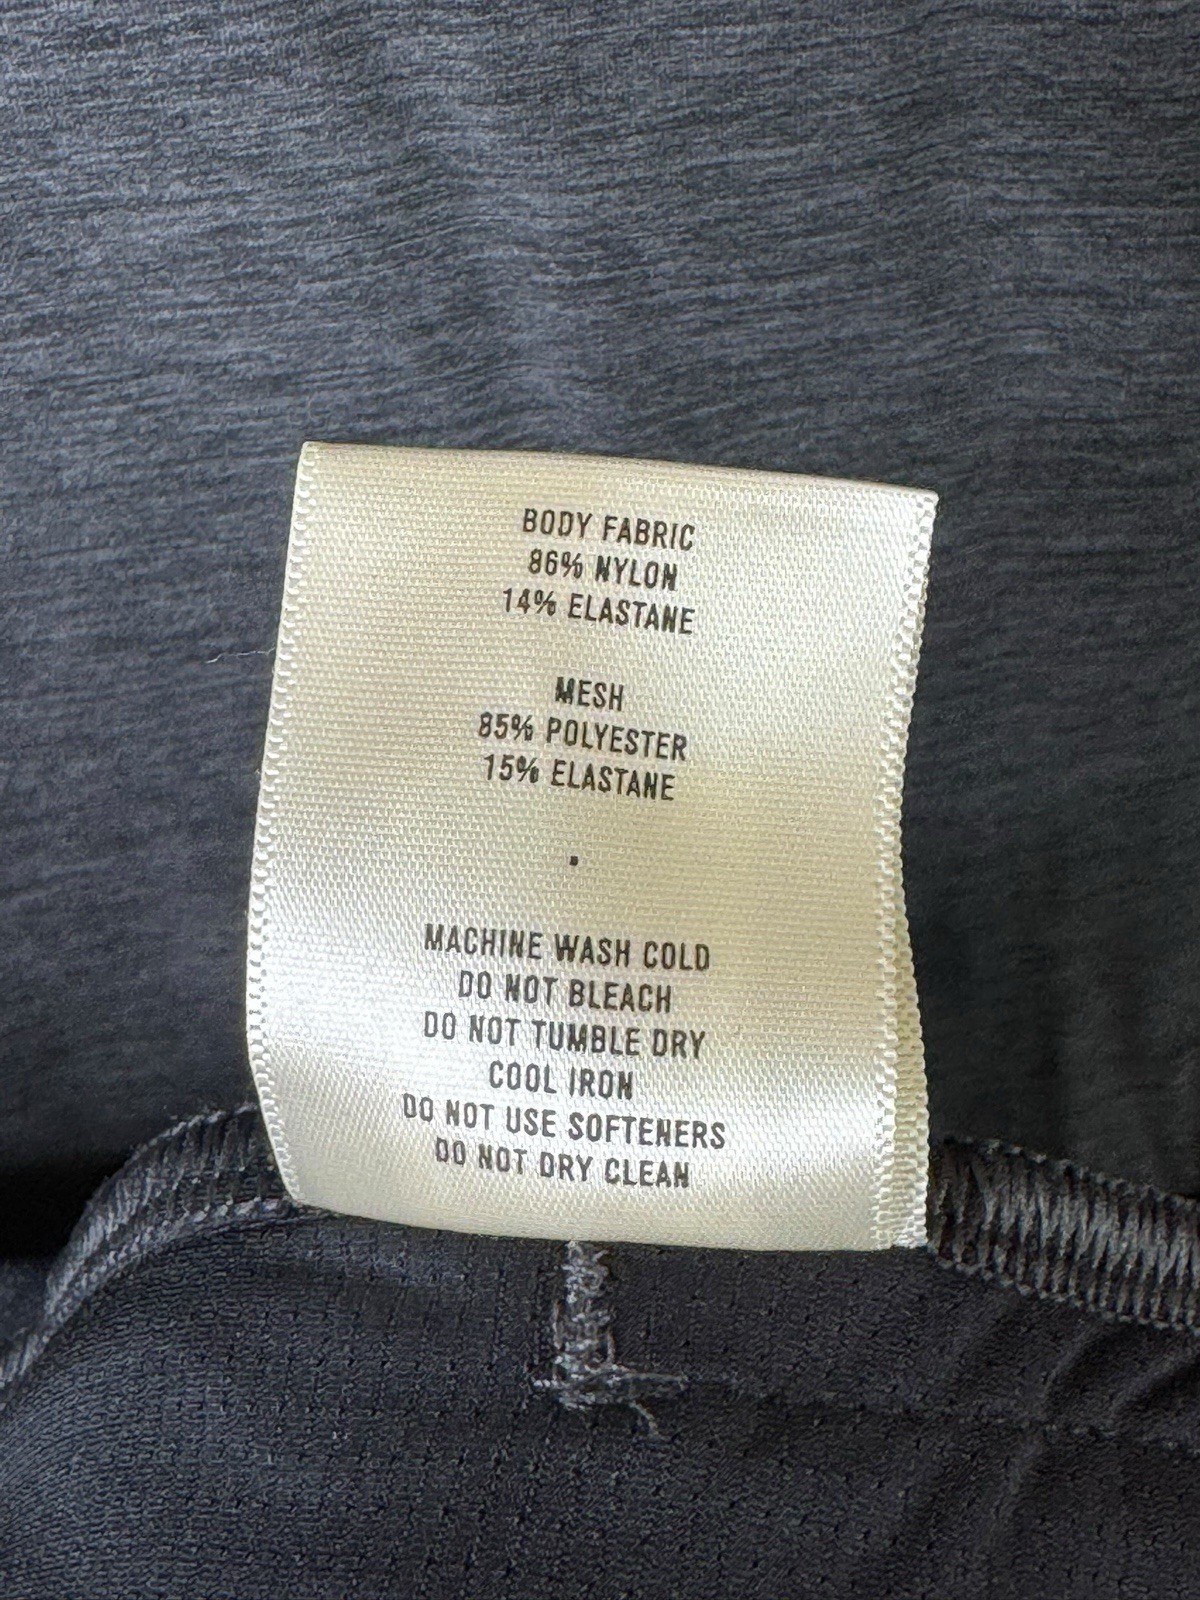 BODY FABRIC
86% NYLON
14% ELASTANE
MESH
85% POLYESTER
15% ELASTANE
.
MACHINE WASH COLD
DO NOT BLEACH
DO NOT TUMBLE DRY
COOL IRON
DO NOT USE SOFTENERS
DO NOT DRY CLEAN